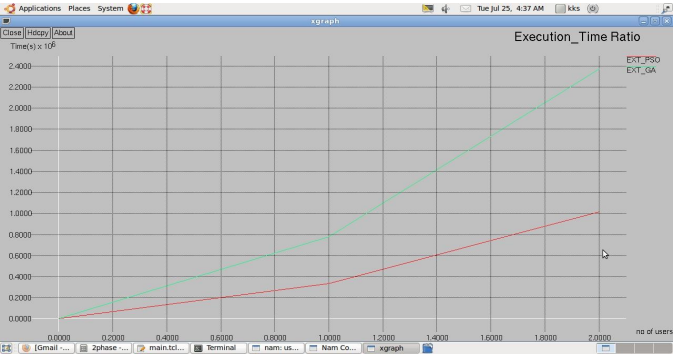 Applications Places System Tue Jul 25, 4:37 AM kks
xgraph
Close Hdcpy About Execution_Time Ratio
Time(s) x 10^6
EXT_PSO
EXT_GA
2.4000
2.2000
2.0000
1.8000
1.6000
1.4000
1.2000
1.0000
0.8000
0.6000
0.4000
0.2000
0.0000
no of users
0.0000 0.2000 0.4000 0.6000 0.8000 1.0000 1.2000 1.4000 1.6000 1.8000 2.0000
[Gmail -... 2phase -... main.tcl... Terminal nam: us... Nam Co... xgraph